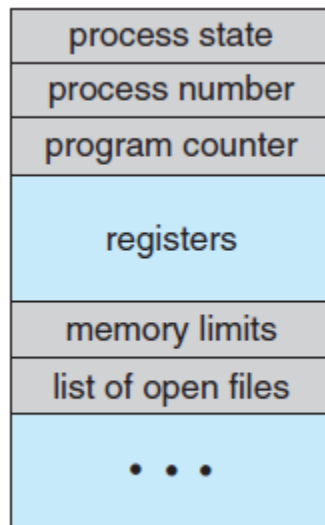 process state
process number
program counter
registers
memory limits
list of open files
• • •